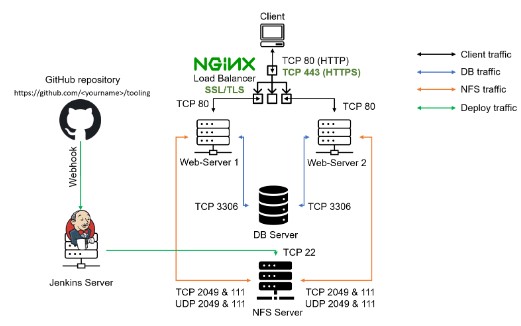 Client
NGINX
Load Balancer
SSL/TLS
TCP 80 (HTTP)
TCP 443 (HTTPS)
Client traffic
DB traffic
NFS traffic
Deploy traffic
GitHub repository
https://github.com/<yourname>/tooling
TCP 80
TCP 80
Web-Server 1
Web-Server 2
Webhook
TCP 3306
TCP 3306
DB Server
TCP 22
Jenkins Server
TCP 2049 & 111
UDP 2049 & 111
TCP 2049 & 111
UDP 2049 & 111
NFS Server